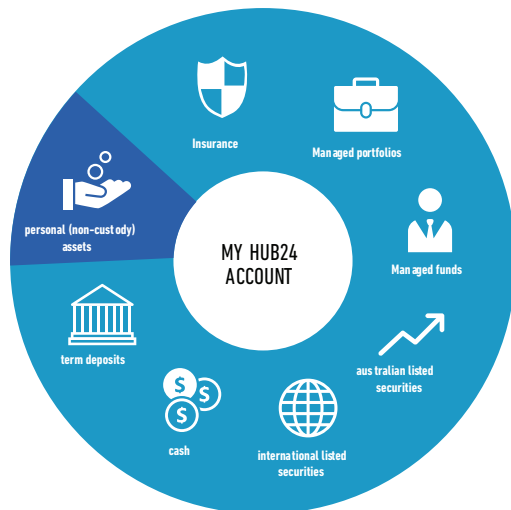 Insurance
Managed portfolios
personal (non-custody)
assets
MY HUB24
ACCOUNT
Managed funds
term deposits
australian listed
securities
$
$
$
cash
international listed
securities